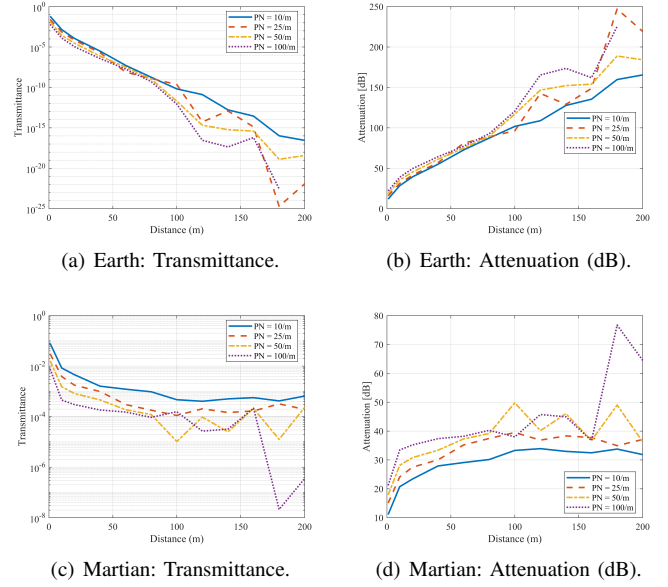 10^0
10^-5
10^-10
10^-15
10^-20
10^-25
Transmittance
0 50 100 150 200
Distance (m)
PN = 10/m
PN = 25/m
PN = 50/m
PN = 100/m
(a) Earth: Transmittance.
250
200
150
100
50
0
Attenuation [dB]
0 50 100 150 200
Distance (m)
PN = 10/m
PN = 25/m
PN = 50/m
PN = 100/m
(b) Earth: Attenuation (dB).
10^0
10^-2
10^-4
10^-6
10^-8
Transmittance
0 50 100 150 200
Distance (m)
PN = 10/m
PN = 25/m
PN = 50/m
PN = 100/m
(c) Martian: Transmittance.
80
70
60
50
40
30
20
10
Attenuation [dB]
0 50 100 150 200
Distance (m)
PN = 10/m
PN = 25/m
PN = 50/m
PN = 100/m
(d) Martian: Attenuation (dB).